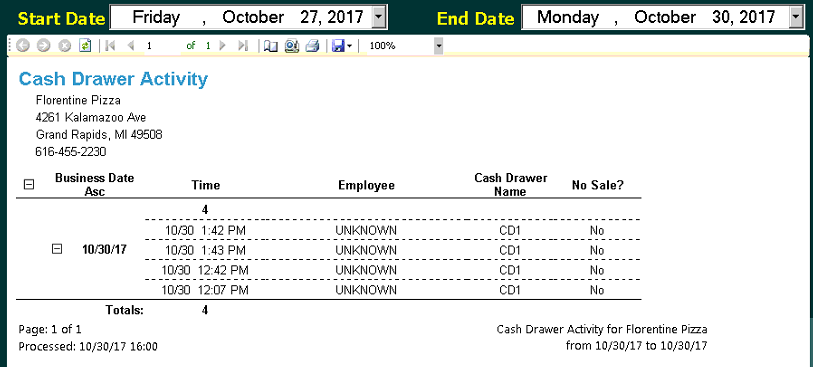 Start Date Friday , October 27, 2017 End Date Monday , October 30, 2017
1 of 1 100%
Cash Drawer Activity
Florentine Pizza
4261 Kalamazoo Ave
Grand Rapids, MI 49508
616-455-2230
Business Date Asc Time Employee Cash Drawer Name No Sale?
4
10/30 1:42 PM UNKNOWN CD1 No
10/30/17 10/30 1:43 PM UNKNOWN CD1 No
10/30 12:42 PM UNKNOWN CD1 No
10/30 12:07 PM UNKNOWN CD1 No
Totals: 4
Page: 1 of 1 Cash Drawer Activity for Florentine Pizza
Processed: 10/30/17 16:00 from 10/30/17 to 10/30/17